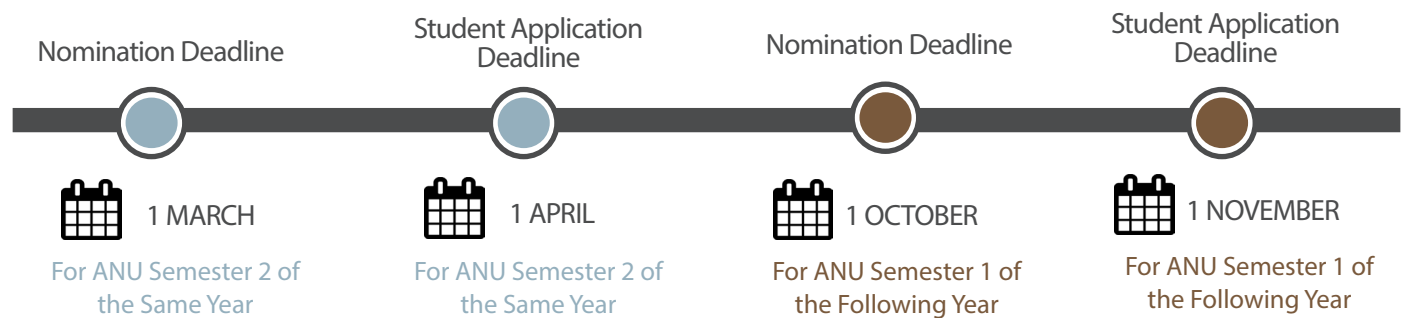 Nomination Deadline
Student Application
Deadline
Nomination Deadline
Student Application
Deadline
1 MARCH
1 APRIL
1 OCTOBER
1 NOVEMBER
For ANU Semester 2 of
the Same Year
For ANU Semester 2 of
the Same Year
For ANU Semester 1 of
the Following Year
For ANU Semester 1 of
the Following Year